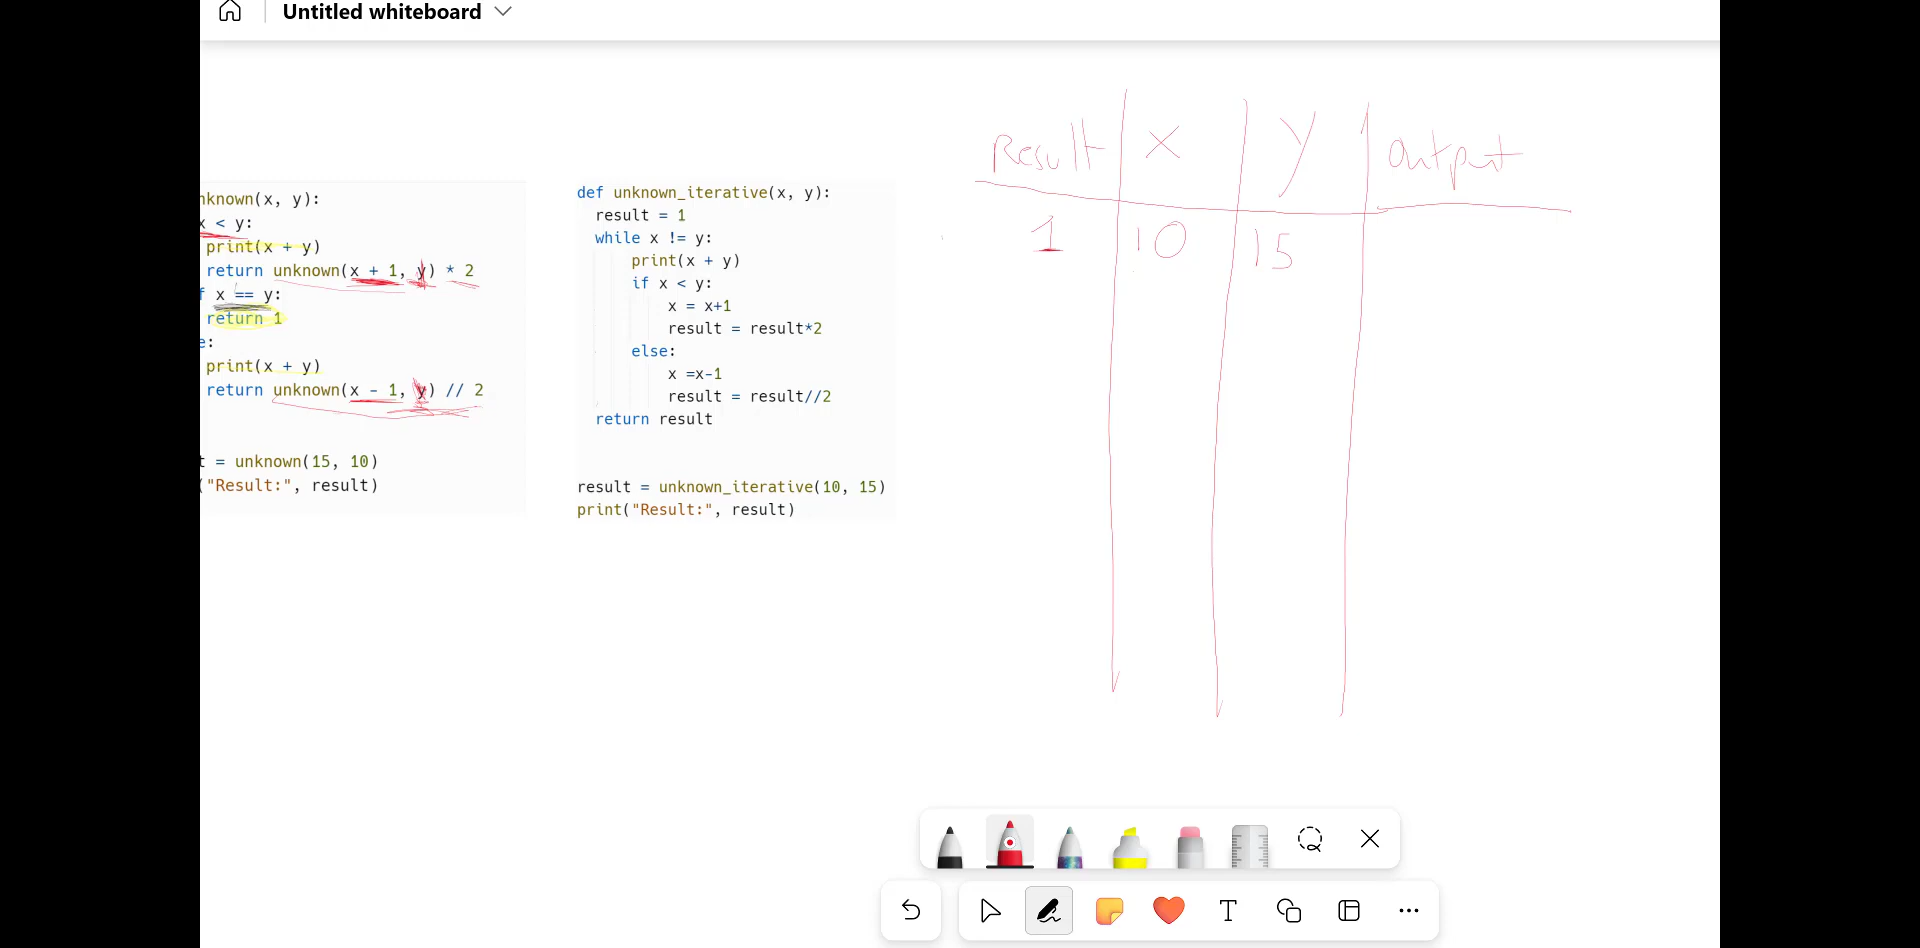 Untitled whiteboard
nknown(x, y):
x < y:
print(x + y)
return unknown(x + 1, y) * 2
f x == y:
return 1
e:
print(x + y)
return unknown(x - 1, y) // 2
t = unknown(15, 10)
("Result:", result)
def unknown_iterative(x, y):
result = 1
while x != y:
print(x + y)
if x < y:
x = x+1
result = result*2
else:
x =x-1
result = result//2
return result
result = unknown_iterative(10, 15)
print("Result:", result)
Result x y Output
1 10 15